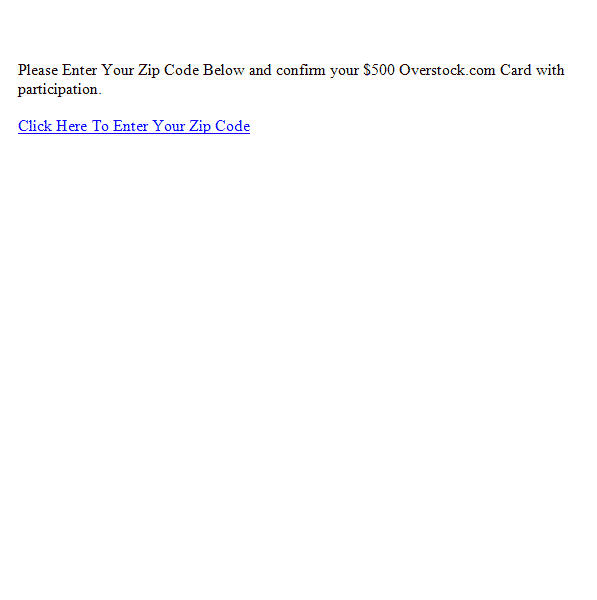 Please Enter Your Zip Code Below and confirm your $500 Overstock.com Card with
participation.
Click Here To Enter Your Zip Code